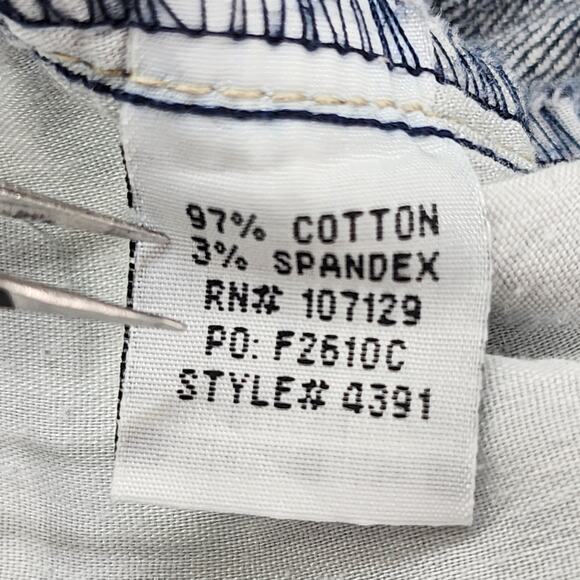 97% COTTON
3% SPANDEX
RN# 107129
PO: F2610C
STYLE# 4391